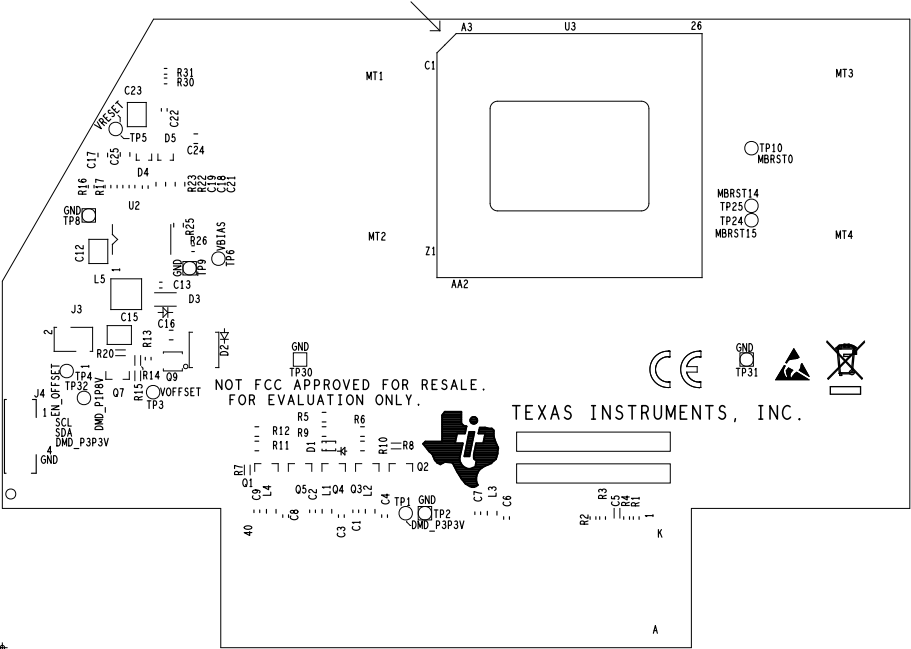 A3 U3 26
C1
MT1
MT3
R31
R30
C23
VRESET
TP5
C22
D5
C24
C17
C25
D4
TP10
MBRST0
R16
R17
R23
R22
C19
C18
C21
U2
GND
TP8
MBRST14
TP25
TP24
MBRST15
R25
R26
VBIAS
TP6
MT2
Z1
MT4
C12
GND
TP9
1
L5
C13
D3
AA2
J3
C15
C16
2
R13
D2
R20
GND
TP30
GND
TP31
1
EN_OFFSET
TP4
TP32
R14
Q9
DMD_P1P8V
Q7
R15
VOFFSET
TP3
NOT FCC APPROVED FOR RESALE.
FOR EVALUATION ONLY.
TEXAS INSTRUMENTS, INC.
J4
1
SCL
SDA
DMD_P3P3V
4
GND
R5
R6
R12
R9
R11
D1
R10
R8
i
R7
Q1
Q2
C9
L4
Q5
C2
L1
Q4
Q3
L2
C4
TP1
GND
TP2
DMD_P3P3V
C7
L3
C6
R3
C5
R4
R1
40
C8
C3
C1
R2
1
K
A
CE